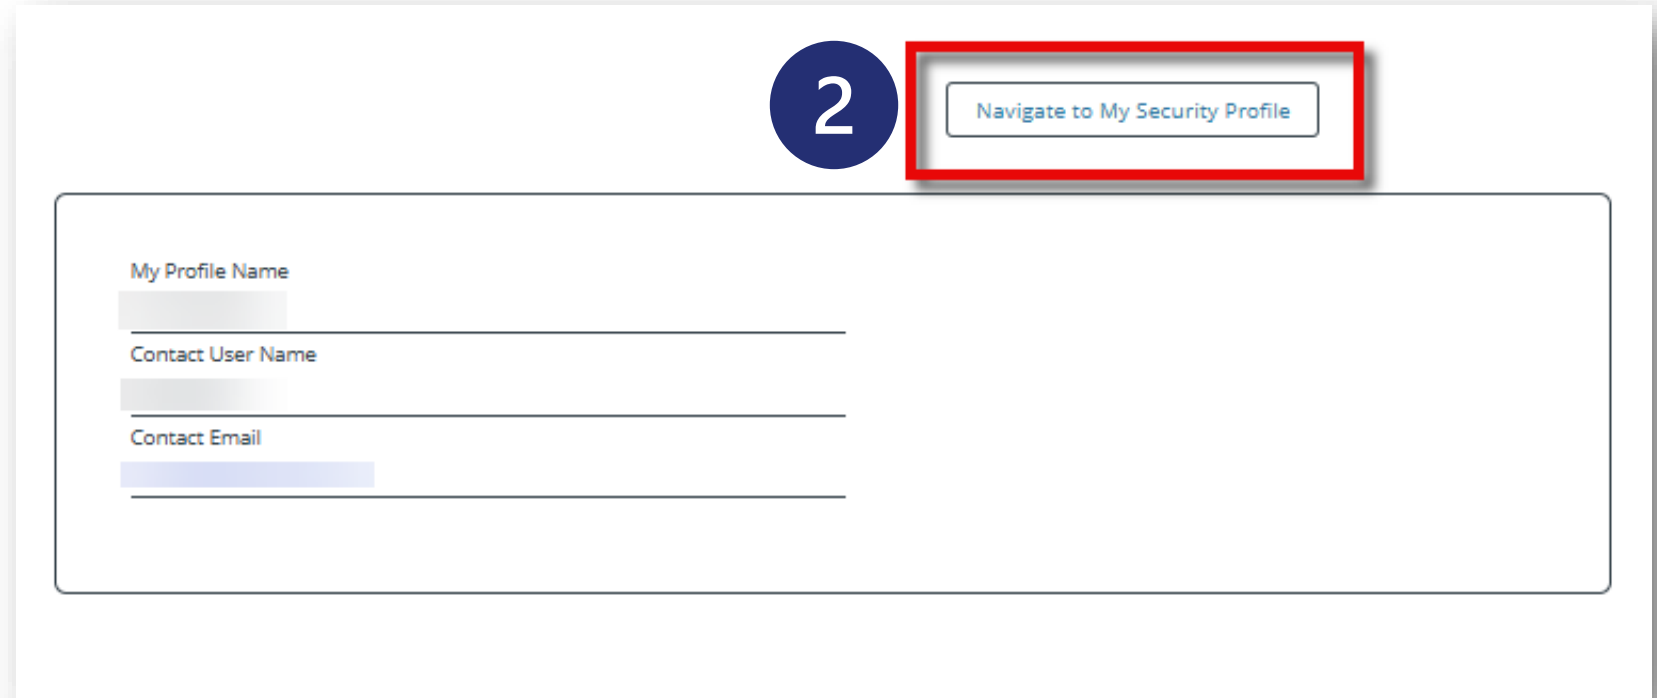 2
Navigate to My Security Profile
My Profile Name
Contact User Name
Contact Email